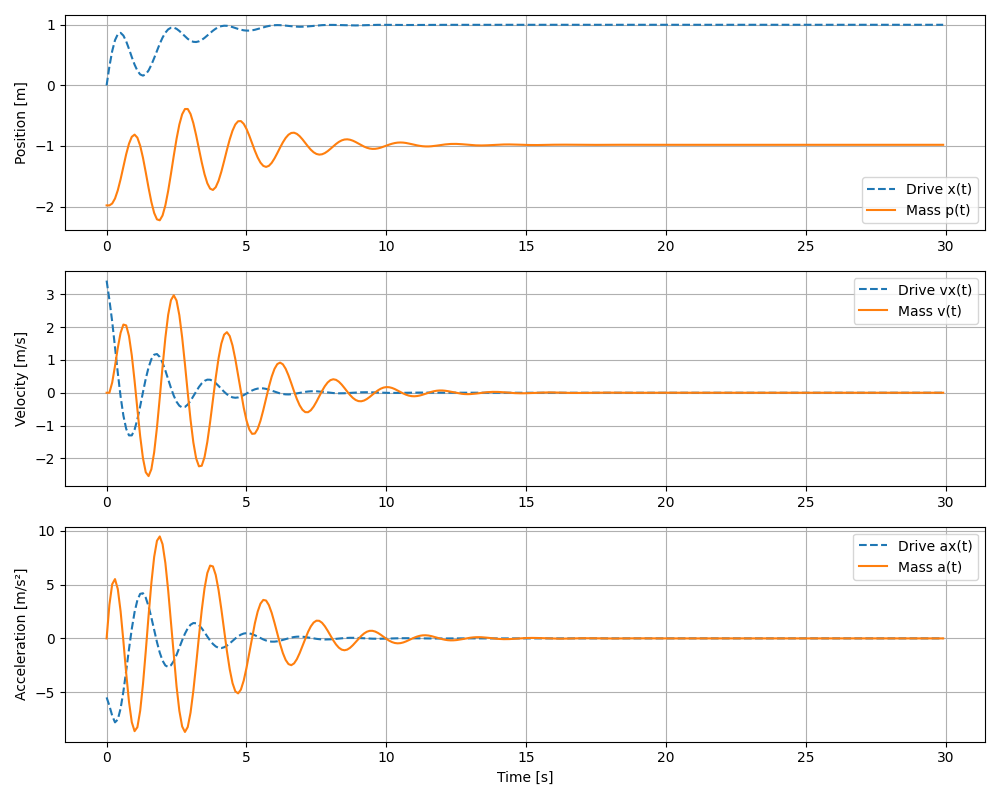 1
0
−1
−2
Position [m]
Drive x(t)
Mass p(t)
0 5 10 15 20 25 30
3
2
1
0
−1
−2
Velocity [m/s]
Drive vx(t)
Mass v(t)
0 5 10 15 20 25 30
10
5
0
−5
Acceleration [m/s²]
Drive ax(t)
Mass a(t)
0 5 10 15 20 25 30
Time [s]